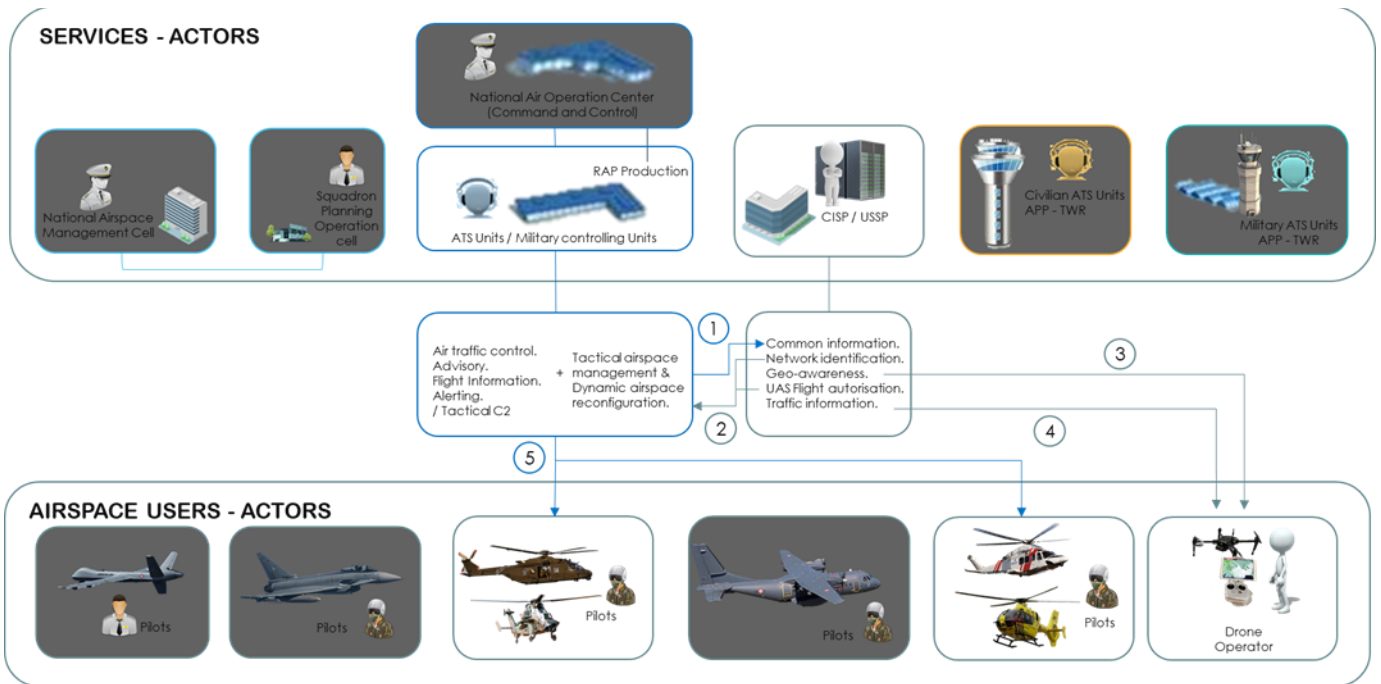 SERVICES - ACTORS
National Air Operation Center
(Command and Control)
RAP Production
National Airspace
Management Cell
Squadron
Planning
Operation
cell
ATS Units / Military controlling Units
CISP / USSP
Civilian ATS Units
APP - TWR
Military ATS Units
APP - TWR
Air traffic control.
Advisory.
Flight Information.
Alerting.
/ Tactical C2
+
Tactical airspace
management &
Dynamic airspace
reconfiguration.
1
2
Common information.
Network identification.
Geo-awareness.
UAS Flight autorisation.
Traffic information.
3
4
5
AIRSPACE USERS - ACTORS
Pilots
Pilots
Pilots
Pilots
Pilots
Drone
Operator